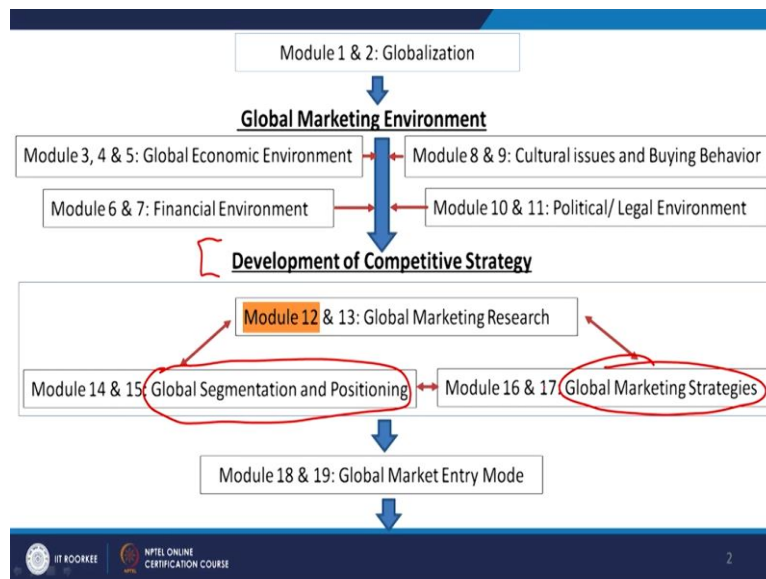 Module 1 & 2: Globalization
Global Marketing Environment
Module 3, 4 & 5: Global Economic Environment
Module 8 & 9: Cultural issues and Buying Behavior
Module 6 & 7: Financial Environment
Module 10 & 11: Political/ Legal Environment
Development of Competitive Strategy
Module 12 & 13: Global Marketing Research
Module 14 & 15: Global Segmentation and Positioning
Module 16 & 17: Global Marketing Strategies
Module 18 & 19: Global Market Entry Mode
IIT ROORKEE
NPTEL ONLINE
CERTIFICATION COURSE
2